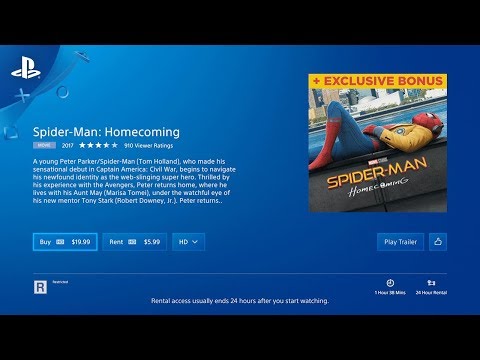 + EXCLUSIVE BONUS
Spider-Man: Homecoming
MOVIE 2017 910 Viewer Ratings
A young Peter Parker/Spider-Man (Tom Holland), who made his
sensational debut in Captain America: Civil War, begins to navigate
his newfound identity as the web-slinging super hero. Thrilled by
his experience with the Avengers, Peter returns home, where he
lives with his Aunt May (Marisa Tomei), under the watchful eye of
his new mentor Tony Stark (Robert Downey, Jr.). Peter returns..
MARVEL STUDIOS
SPIDER-MAN
HOMECOMING
Buy HD $19.99 Rent HD $5.99 HD Play Trailer
R Restricted
1 Hour 38 Mins 24 Hour Rental
Rental access usually ends 24 hours after you start watching.